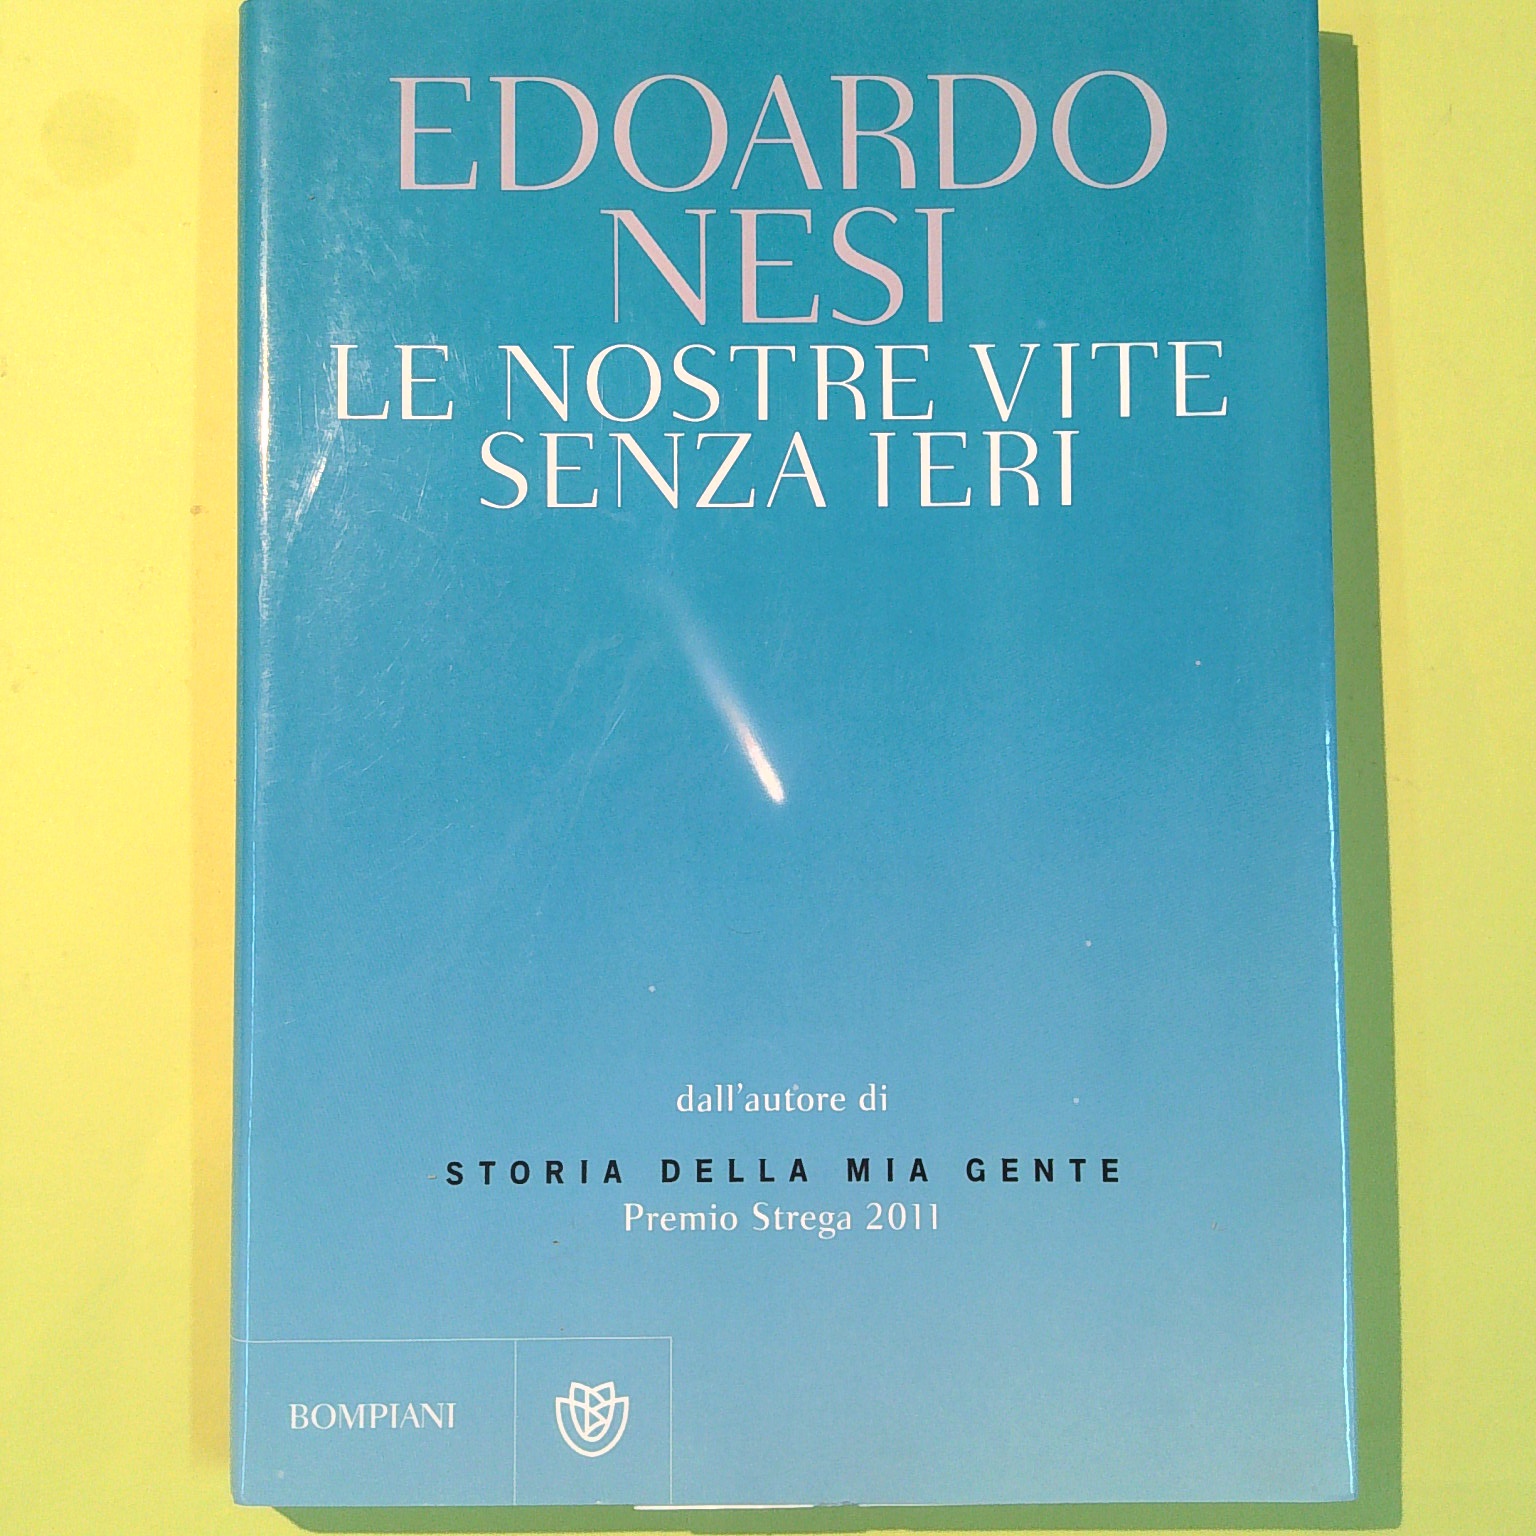 EDOARDO
NESI
LE NOSTRE VITE
SENZA IERI
dall'autore di
STORIA DELLA MIA GENTE
Premio Strega 2011
BOMPIANI